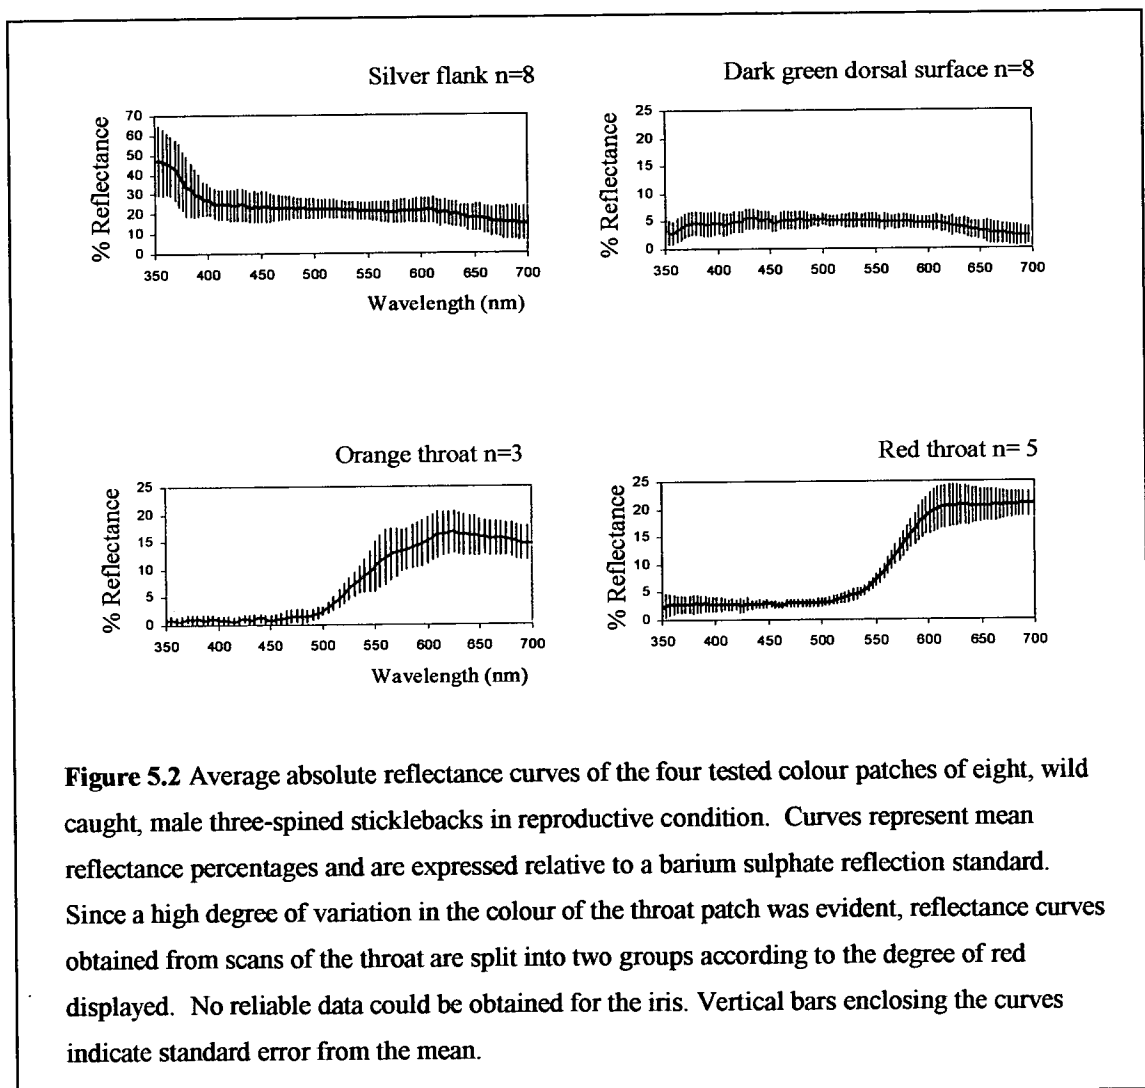 Silver flank n=8
% Reflectance
70
60
50
40
30
20
10
0
350 400 450 500 550 600 650 700
Wavelength (nm)
Dark green dorsal surface n=8
% Reflectance
25
20
15
10
5
0
350 400 450 500 550 600 650 700
Orange throat n=3
% Reflectance
25
20
15
10
5
0
350 400 450 500 550 600 650 700
Wavelength (nm)
Red throat n= 5
% Reflectance
25
20
15
10
5
0
350 400 450 500 550 600 650 700
Figure 5.2 Average absolute reflectance curves of the four tested colour patches of eight, wild
caught, male three-spined sticklebacks in reproductive condition. Curves represent mean
reflectance percentages and are expressed relative to a barium sulphate reflection standard.
Since a high degree of variation in the colour of the throat patch was evident, reflectance curves
obtained from scans of the throat are split into two groups according to the degree of red
displayed. No reliable data could be obtained for the iris. Vertical bars enclosing the curves
indicate standard error from the mean.